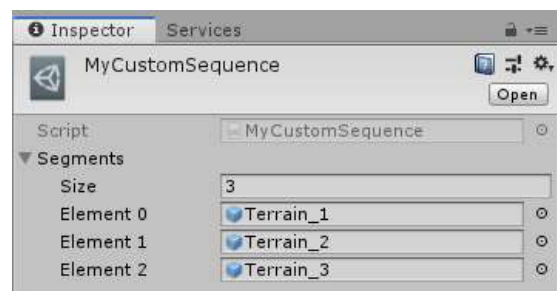 Inspector Services
MyCustomSequence
Open
Script MyCustomSequence
Segments
Size 3
Element 0 Terrain_1
Element 1 Terrain_2
Element 2 Terrain_3